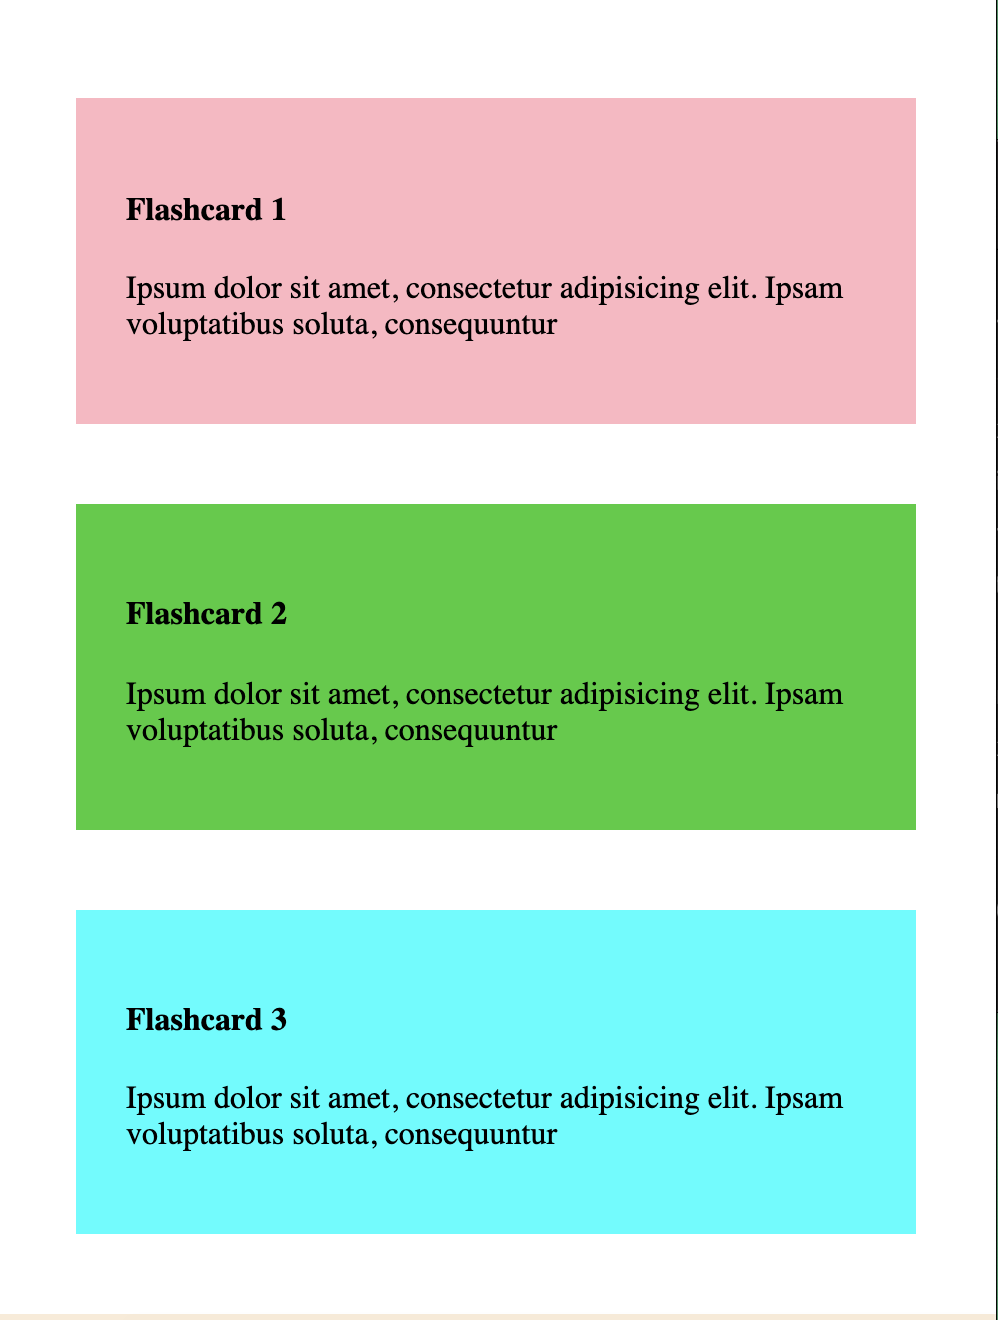 Flashcard 1
Ipsum dolor sit amet, consectetur adipisicing elit. Ipsam
voluptatibus soluta, consequuntur
Flashcard 2
Ipsum dolor sit amet, consectetur adipisicing elit. Ipsam
voluptatibus soluta, consequuntur
Flashcard 3
Ipsum dolor sit amet, consectetur adipisicing elit. Ipsam
voluptatibus soluta, consequuntur